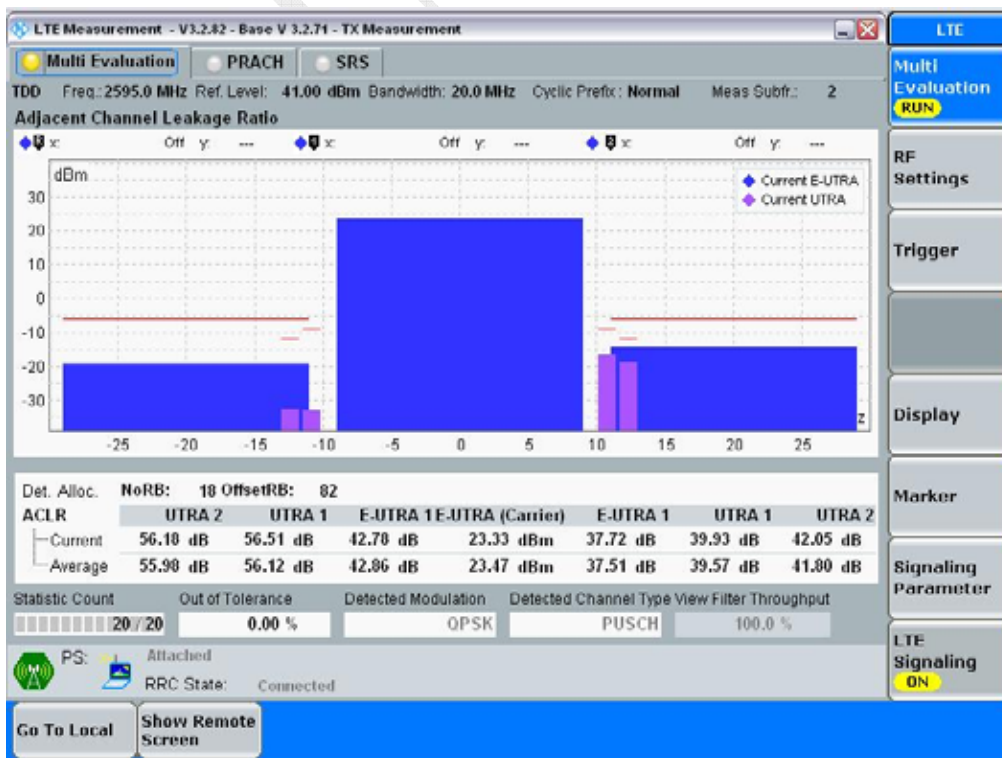 LTE Measurement - V3.2.82 - Base V 3.2.71 - TX Measurement
LTE
Multi Evaluation PRACH SRS
Multi Evaluation RUN
TDD Freq.: 2595.0 MHz Ref. Level: 41.00 dBm Bandwidth: 20.0 MHz Cyclic Prefix: Normal Meas Subfr.: 2
Adjacent Channel Leakage Ratio
x: Off y: --- x: Off y: --- x: Off y: ---
dBm
Current E-UTRA
Current UTRA
30
20
10
0
-10
-20
-30
z
-25 -20 -15 -10 -5 0 5 10 15 20 25
RF Settings
Trigger
Display
Marker
Signaling Parameter
LTE Signaling ON
Det. Alloc. NoRB: 18 OffsetRB: 82
ACLR UTRA 2 UTRA 1 E-UTRA 1 E-UTRA (Carrier) E-UTRA 1 UTRA 1 UTRA 2
Current 56.18 dB 56.51 dB 42.78 dB 23.33 dBm 37.72 dB 39.93 dB 42.05 dB
Average 55.98 dB 56.12 dB 42.86 dB 23.47 dBm 37.51 dB 39.57 dB 41.80 dB
Statistic Count Out of Tolerance Detected Modulation Detected Channel Type View Filter Throughput
20 / 20 0.00 % QPSK PUSCH 100.0 %
PS: Attached
RRC State: Connected
Go To Local Show Remote Screen